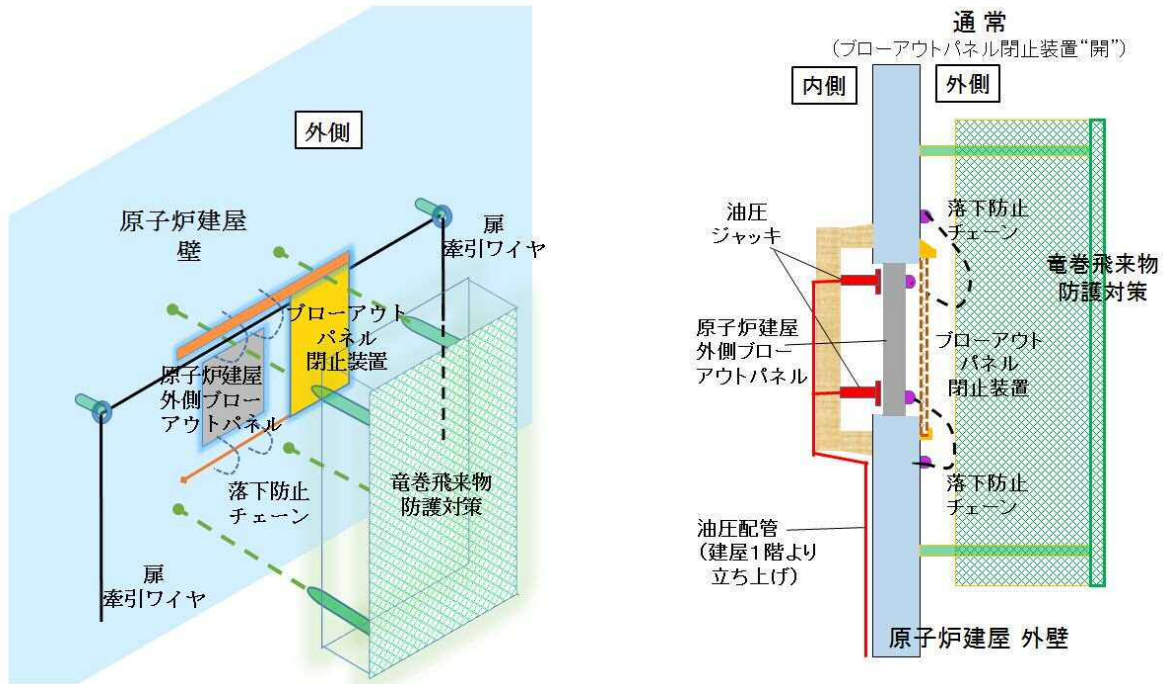 外側
原子炉建屋
壁
扉
牽引ワイヤ
ブローアウト
パネル
閉止装置
原子炉建屋
外側ブロー
アウトパネル
落下防止
チェーン
竜巻飛来物
防護対策
扉
牽引ワイヤ
通常
(ブローアウトパネル閉止装置“開”)
内側
外側
油圧
ジャッキ
落下防止
チェーン
竜巻飛来物
防護対策
原子炉建屋
外側ブロー
アウトパネル
ブローアウト
パネル
閉止装置
落下防止
チェーン
油圧配管
(建屋1階より
立ち上げ)
原子炉建屋 外壁